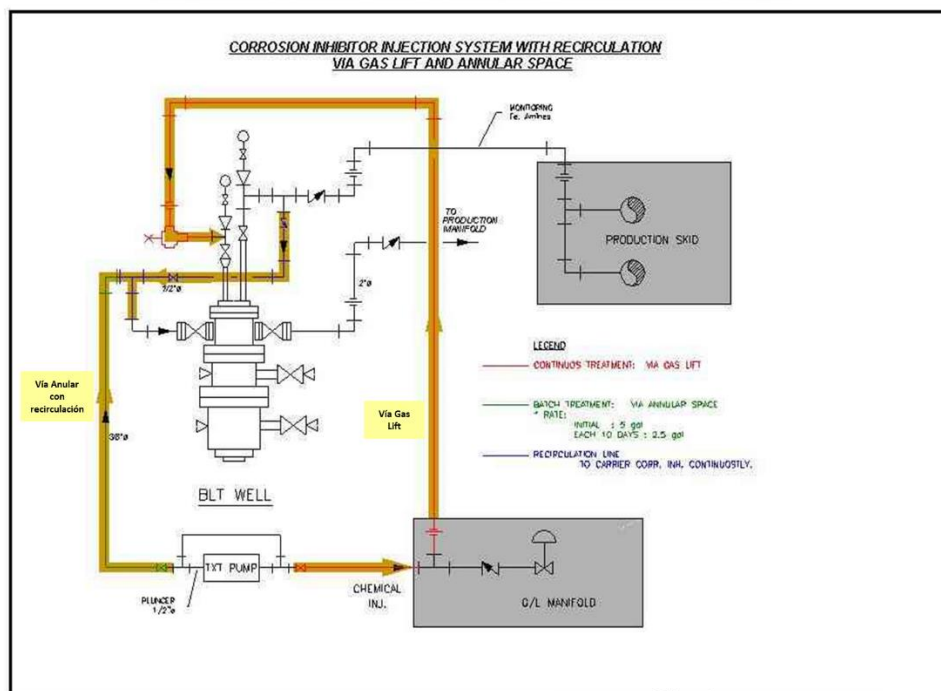 CORROSION INHIBITOR INJECTION SYSTEM WITH RECIRCULATION
VIA GAS LIFT AND ANNULAR SPACE
MONITORING
Fe. Amines
TO
PRODUCTION
MANIFOLD
PRODUCTION SKID
1/2"ø
2"ø
LEGEND
CONTINUOS TREATMENT: VIA GAS LIFT
BATCH TREATMENT: VIA ANNULAR SPACE
* RATE:
INITIAL : 5 gal
EACH 10 DAYS : 2.5 gal
RECIRCULATION LINE
TO CARRIER CORR. INH. CONTINUOSTLY.
Vía Anular
con
recirculación
Vía Gas
Lift
BLT WELL
TXT PUMP
PLUNGER
1/2"ø
CHEMICAL
INJ.
G/L MANIFOLD